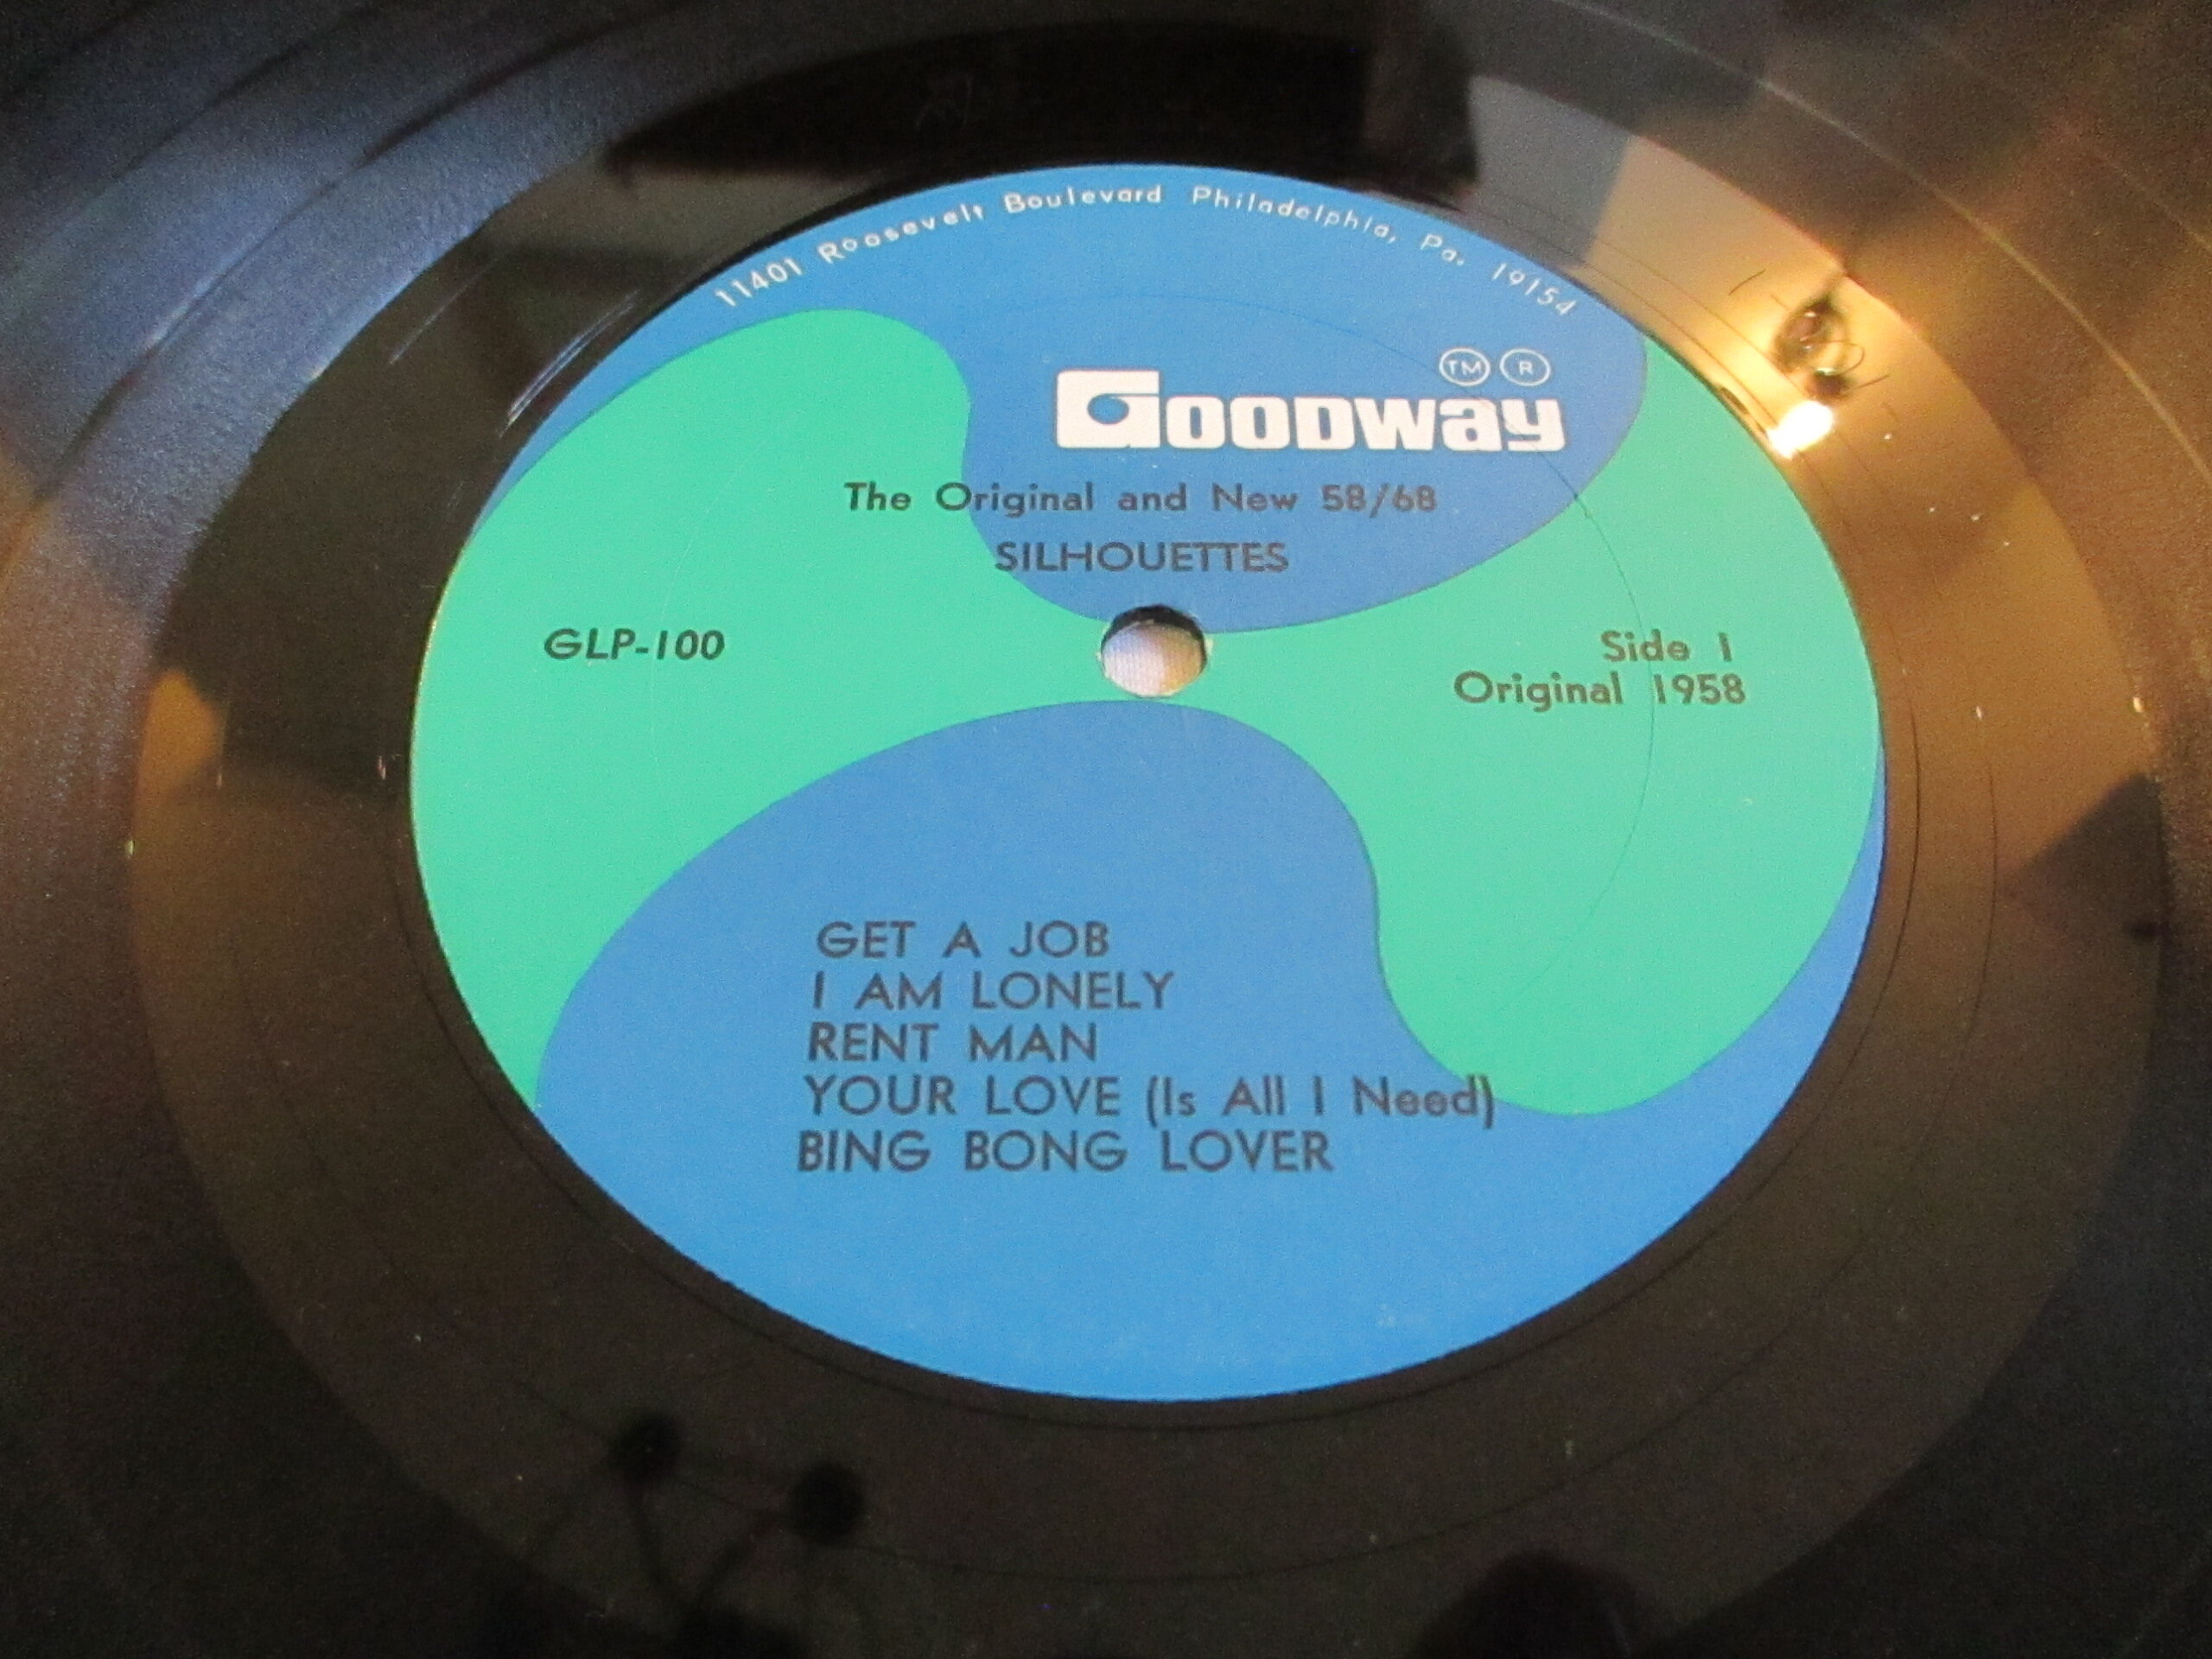 11401 Roosevelt Boulevard Philadelphia, Pa. 19154
TM R
Goodway
The Original and New 58/68
SILHOUETTES
GLP-100
Side 1
Original 1958
GET A JOB
I AM LONELY
RENT MAN
YOUR LOVE (Is All I Need)
BING BONG LOVER